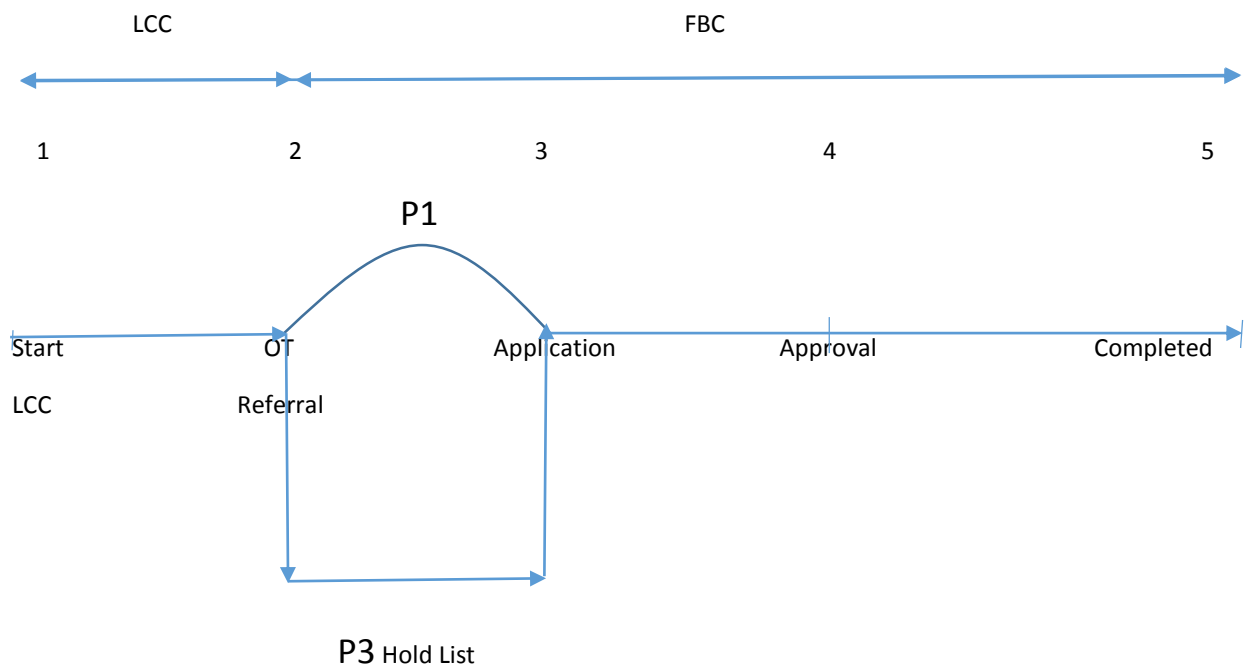 LCC FBC
1 2 3 4 5
P1
Start OT Application Approval Completed
LCC Referral
P3 Hold List